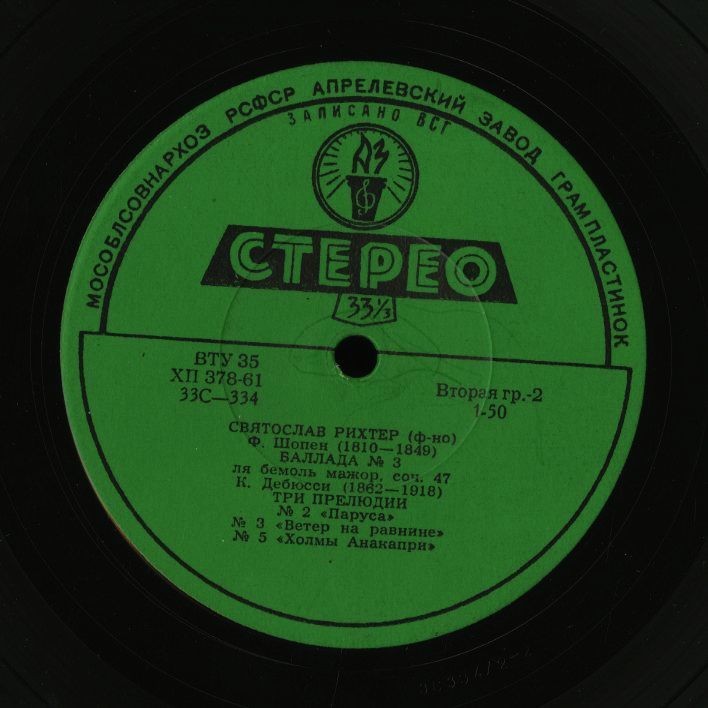 МОСОБЛСОВНАРХОЗ РСФСР АПРЕЛЕВСКИЙ ЗАВОД ГРАМПЛАСТИНОК
ЗАПИСАНО ВСГ
АЗ
СТЕРЕО
33⅓
ВТУ 35
ХП 378-61
33С—334
Вторая гр.-2
1-50
СВЯТОСЛАВ РИХТЕР (ф-но)
Ф. Шопен (1810—1849)
БАЛЛАДА № 3
ля бемоль мажор, соч. 47
К. Дебюсси (1862—1918)
ТРИ ПРЕЛЮДИИ
№ 2 «Паруса»
№ 3 «Ветер на равнине»
№ 5 «Холмы Анакапри»